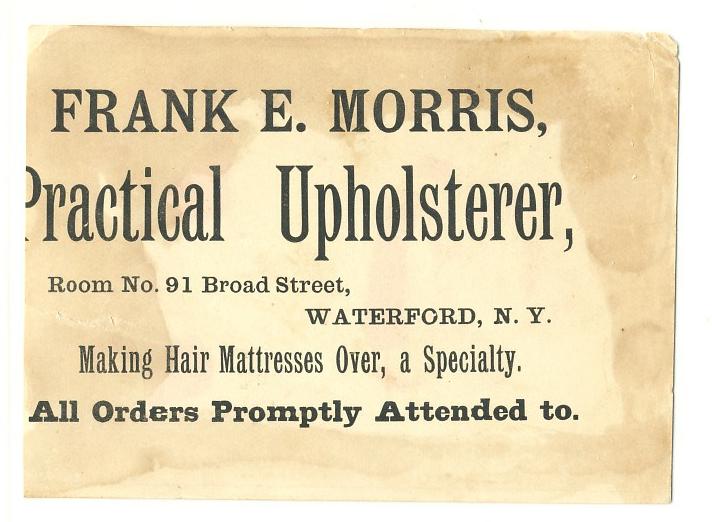 FRANK E. MORRIS,
Practical Upholsterer,
Room No. 91 Broad Street,
WATERFORD, N. Y.
Making Hair Mattresses Over, a Specialty.
All Orders Promptly Attended to.